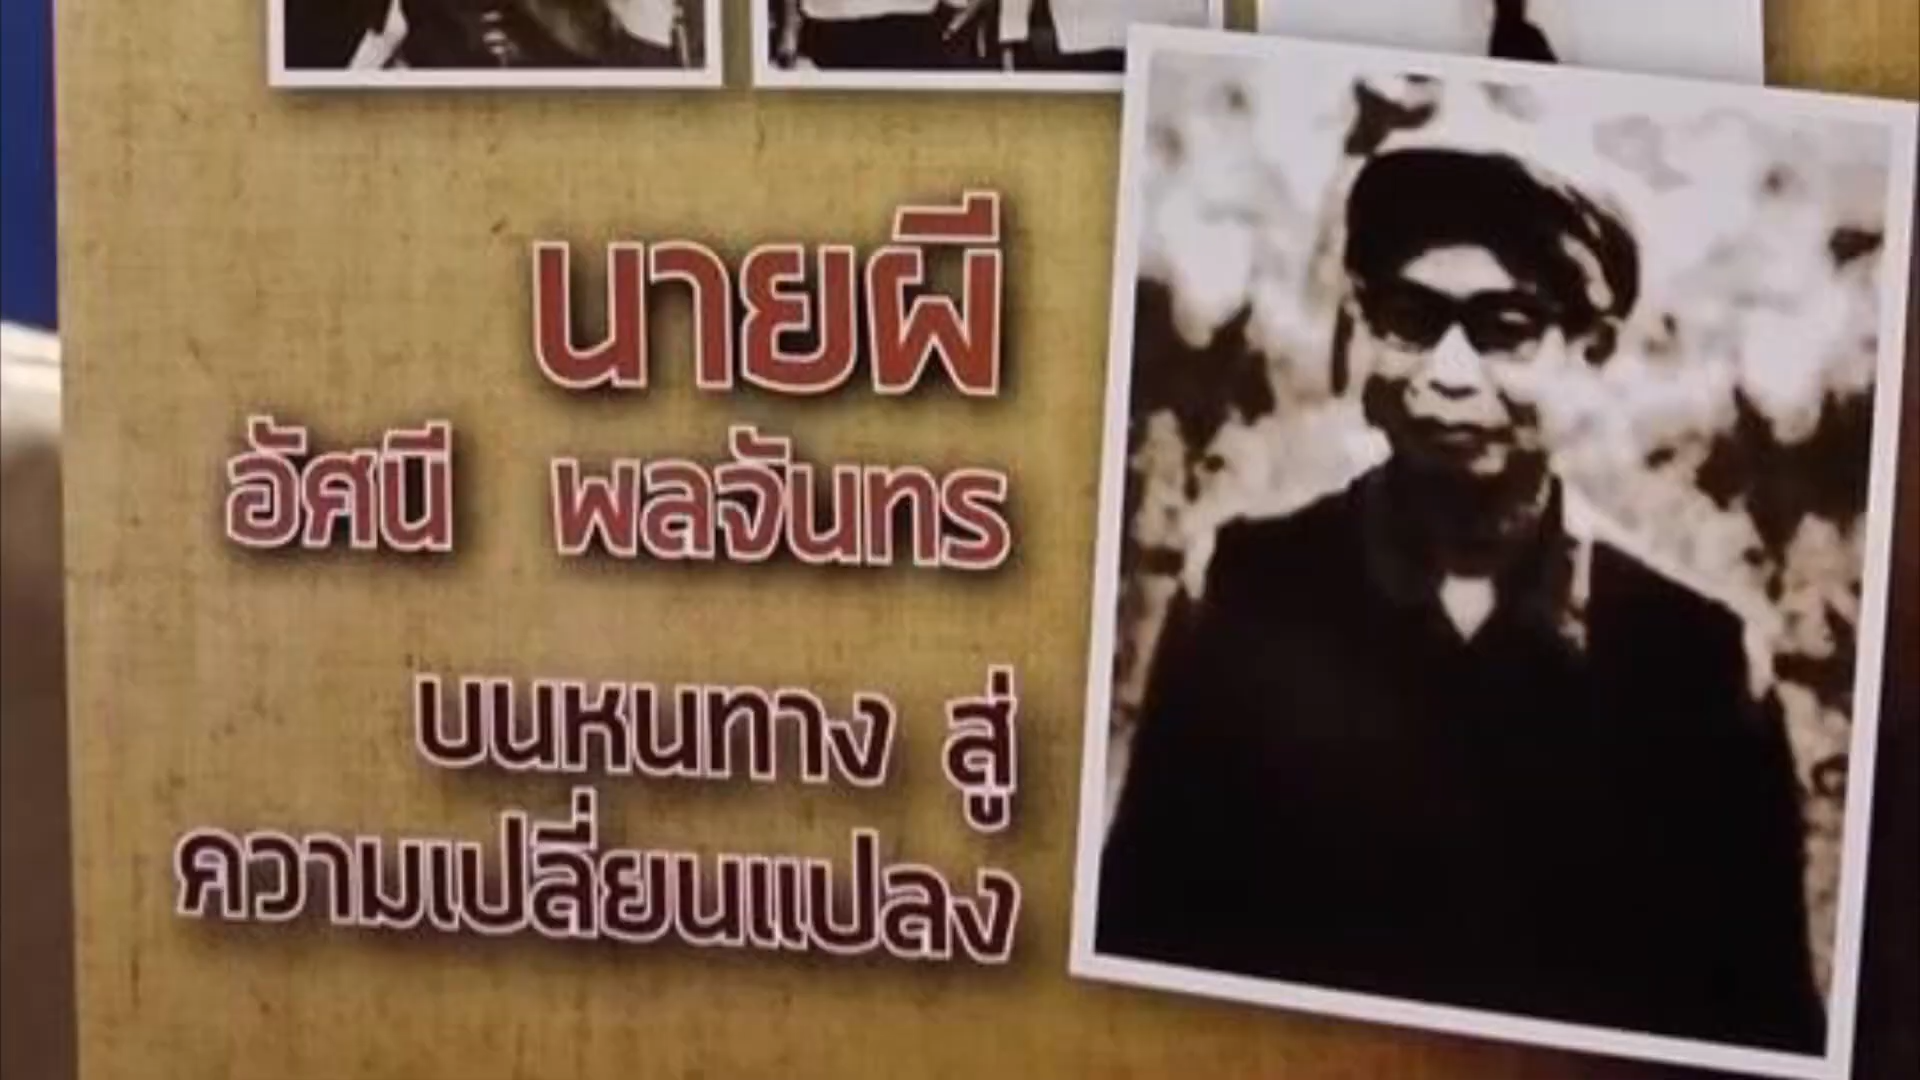 นายผี
อัศนี พลจันทร
บนหนทาง สู่
ความเปลี่ยนแปลง